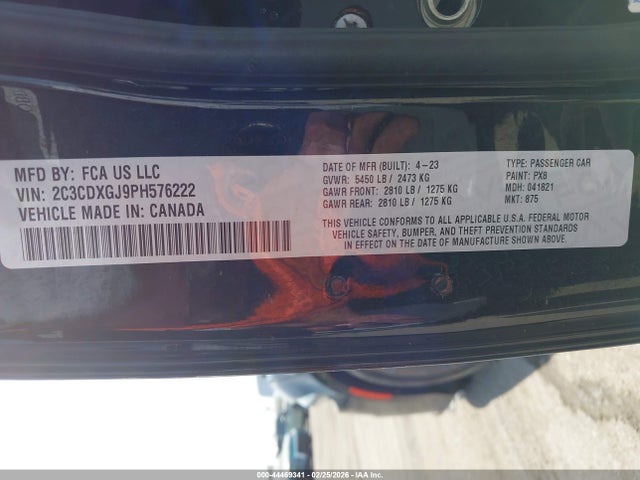 MFD BY: FCA US LLC
VIN: 2C3CDXGJ9PH576222
VEHICLE MADE IN: CANADA
DATE OF MFR (BUILT): 4-23
GVWR: 5450 LB / 2473 KG
GAWR FRONT: 2810 LB / 1275 KG
GAWR REAR: 2810 LB / 1275 KG
TYPE: PASSENGER CAR
PAINT: PX8
MDH: 041821
MKT: 875
THIS VEHICLE CONFORMS TO ALL APPLICABLE U.S.A. FEDERAL MOTOR
VEHICLE SAFETY, BUMPER, AND THEFT PREVENTION STANDARDS
IN EFFECT ON THE DATE OF MANUFACTURE SHOWN ABOVE.
000-44469341 - 02/25/2026 - COPYRIGHT IAA, LLC